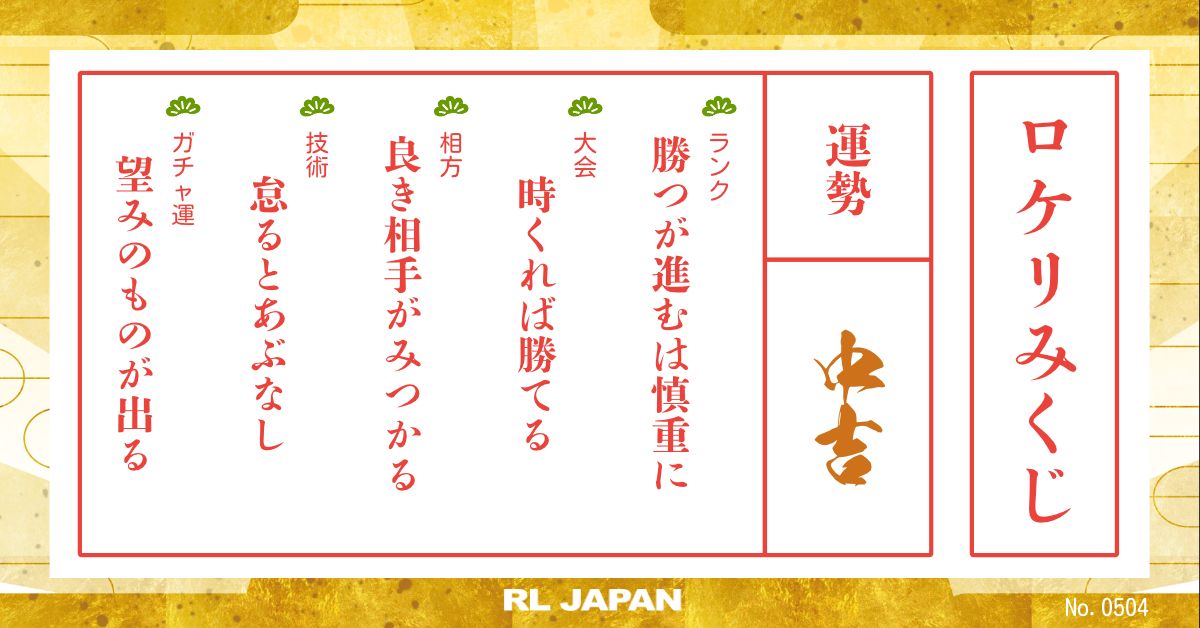 ロケリみくじ
運勢
中吉
ランク
勝つが進むは慎重に
大会
時くれば勝てる
相方
良き相手がみつかる
技術
怠るとあぶなし
ガチャ運
望みのものが出る
RL JAPAN
No. 0504